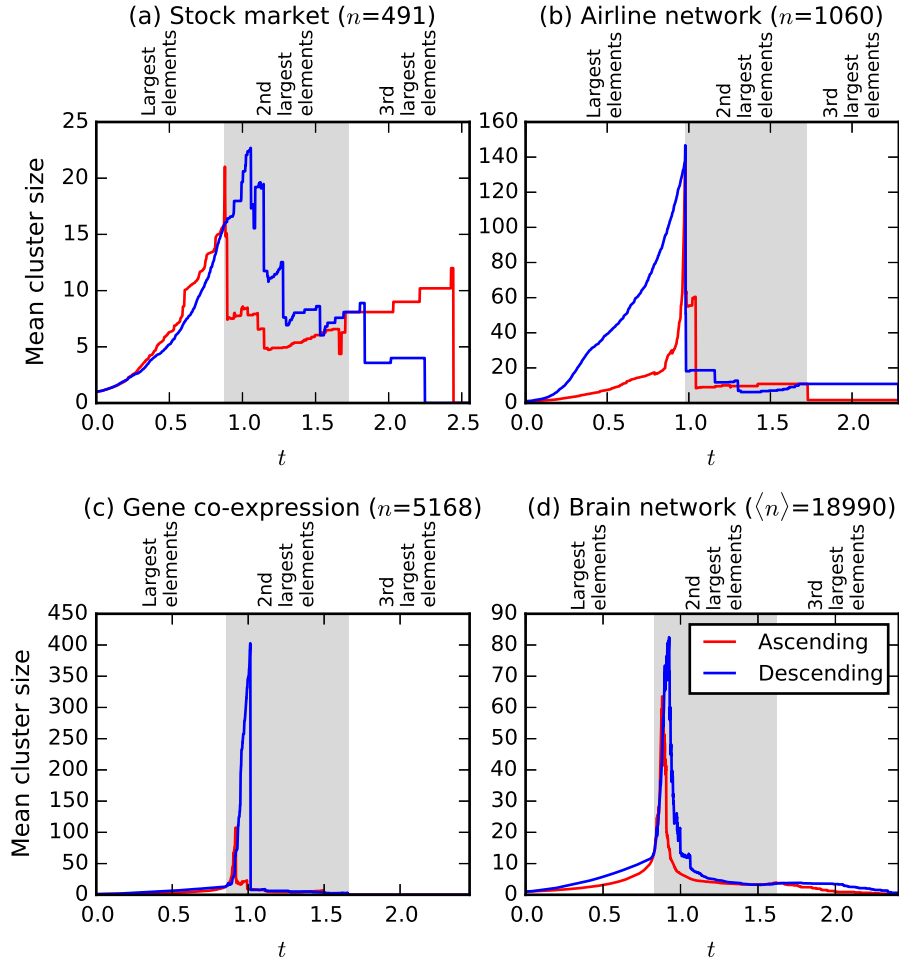 (a) Stock market (n=491)
Largest
elements
2nd
largest
elements
3rd
largest
elements
25
20
15
10
5
0
Mean cluster size
0.0 0.5 1.0 1.5 2.0 2.5
t
(b) Airline network (n=1060)
Largest
elements
2nd
largest
elements
3rd
largest
elements
160
140
120
100
80
60
40
20
0
0.0 0.5 1.0 1.5 2.0
t
(c) Gene co-expression (n=5168)
Largest
elements
2nd
largest
elements
3rd
largest
elements
450
400
350
300
250
200
150
100
50
0
Mean cluster size
0.0 0.5 1.0 1.5 2.0
t
(d) Brain network (⟨n⟩=18990)
Largest
elements
2nd
largest
elements
3rd
largest
elements
90
80
70
60
50
40
30
20
10
0
Ascending
Descending
0.0 0.5 1.0 1.5 2.0
t